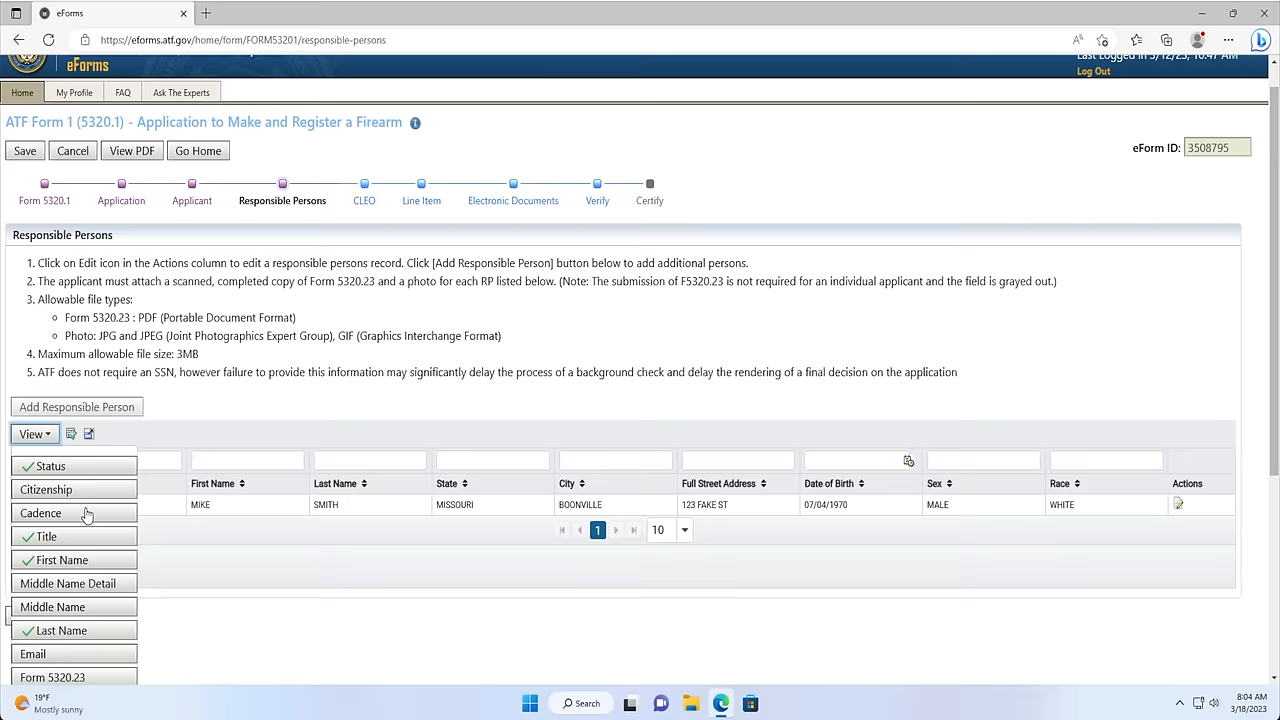 eForms
https://eforms.atf.gov/home/form/FORM53201/responsible-persons
eForms
Last Logged in 3/12/23, 10:47 AM
Log Out
Home My Profile FAQ Ask The Experts
ATF Form 1 (5320.1) - Application to Make and Register a Firearm
Save Cancel View PDF Go Home
eForm ID: 3508795
Form 5320.1 Application Applicant Responsible Persons CLEO Line Item Electronic Documents Verify Certify
Responsible Persons
1. Click on Edit icon in the Actions column to edit a responsible persons record. Click [Add Responsible Person] button below to add additional persons.
2. The applicant must attach a scanned, completed copy of Form 5320.23 and a photo for each RP listed below. (Note: The submission of F5320.23 is not required for an individual applicant and the field is grayed out.)
3. Allowable file types:
Form 5320.23 : PDF (Portable Document Format)
Photo: JPG and JPEG (Joint Photographics Expert Group), GIF (Graphics Interchange Format)
4. Maximum allowable file size: 3MB
5. ATF does not require an SSN, however failure to provide this information may significantly delay the process of a background check and delay the rendering of a final decision on the application
Add Responsible Person
View
First Name Last Name State City Full Street Address Date of Birth Sex Race Actions
MIKE SMITH MISSOURI BOONVILLE 123 FAKE ST 07/04/1970 MALE WHITE
1 10
Status
Citizenship
Cadence
Title
First Name
Middle Name Detail
Middle Name
Last Name
Email
Form 5320.23
19°F
Mostly sunny
Search
8:04 AM
3/18/2023